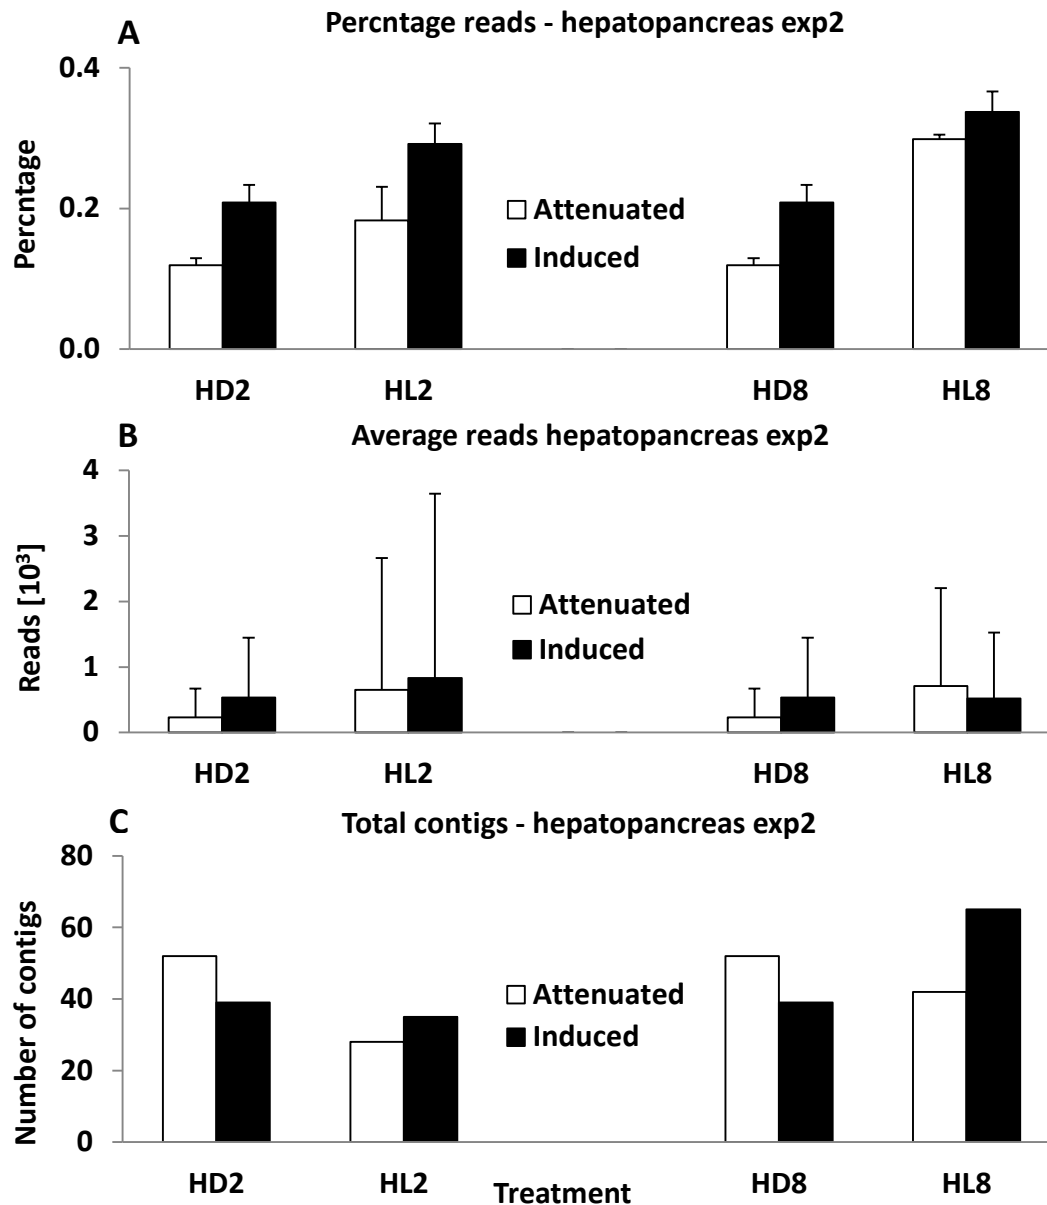 A
Percntage reads - hepatopancreas exp2
0.4
0.2
0.0
Percntage
Attenuated
Induced
HD2 HL2 HD8 HL8
B
Average reads hepatopancreas exp2
4
3
2
1
0
Reads [10³]
Attenuated
Induced
HD2 HL2 HD8 HL8
C
Total contigs - hepatopancreas exp2
80
60
40
20
0
Number of contigs
Attenuated
Induced
HD2 HL2 HD8 HL8
Treatment